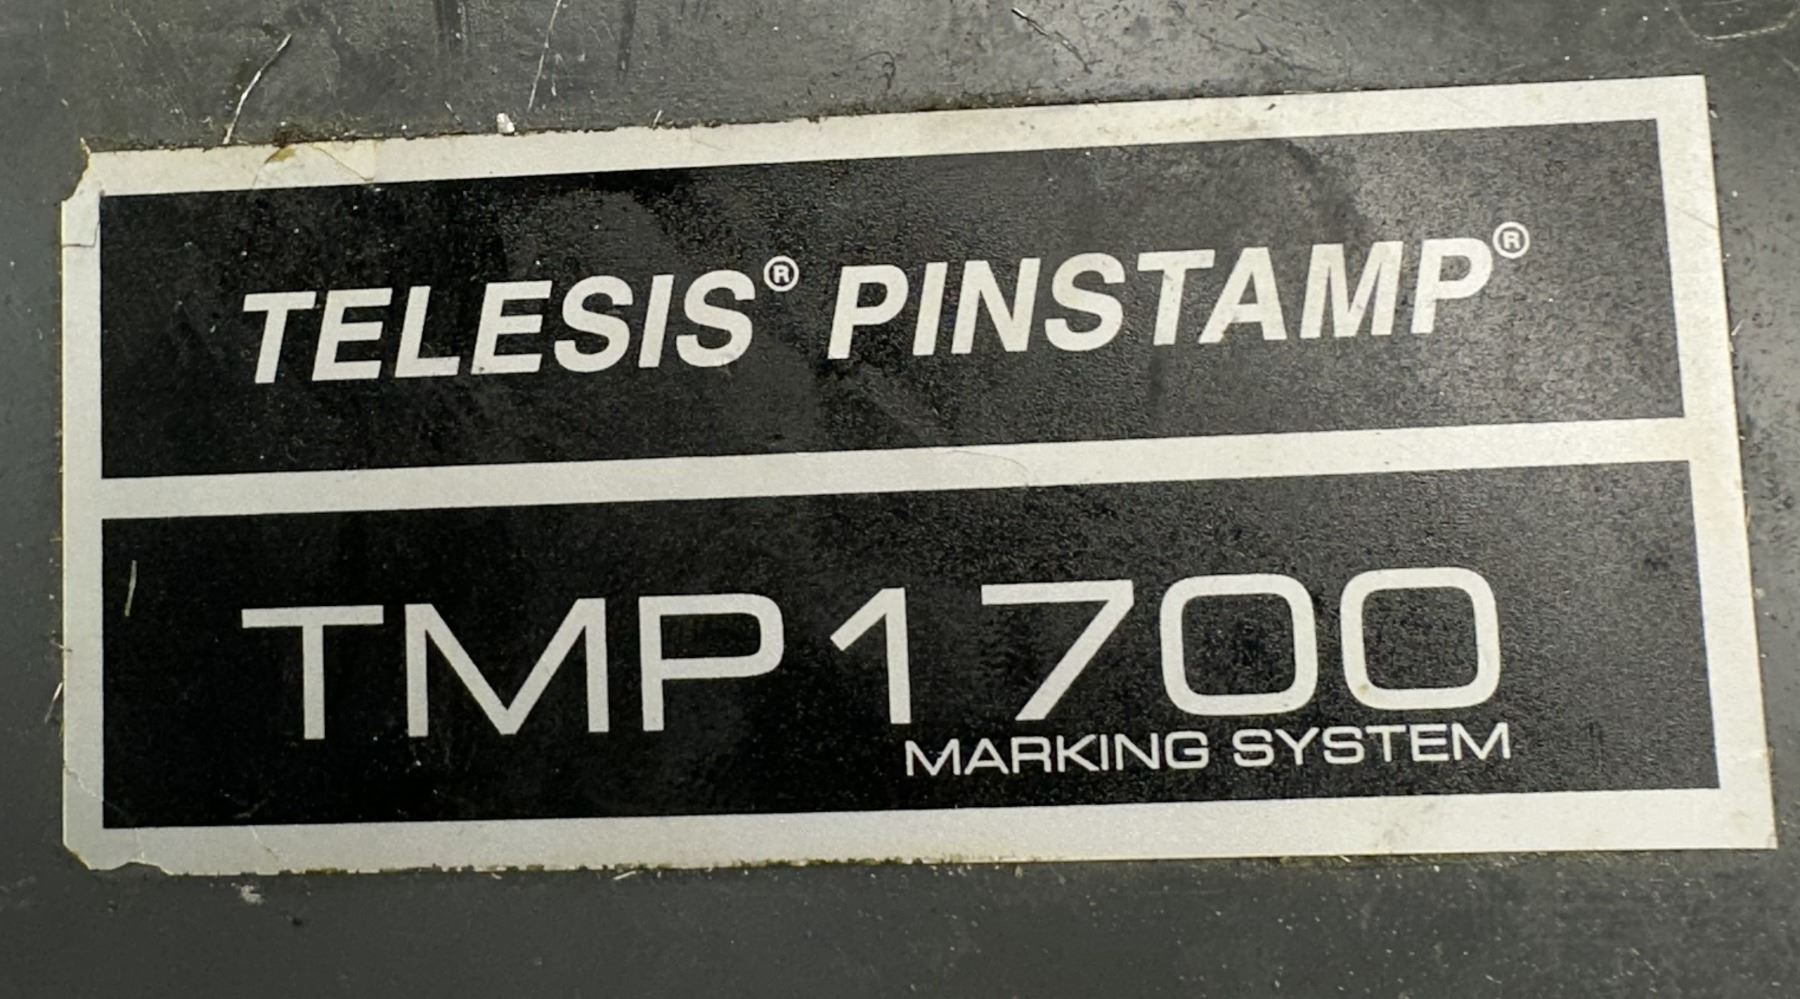 TELESIS® PINSTAMP®
TMP1700
MARKING SYSTEM